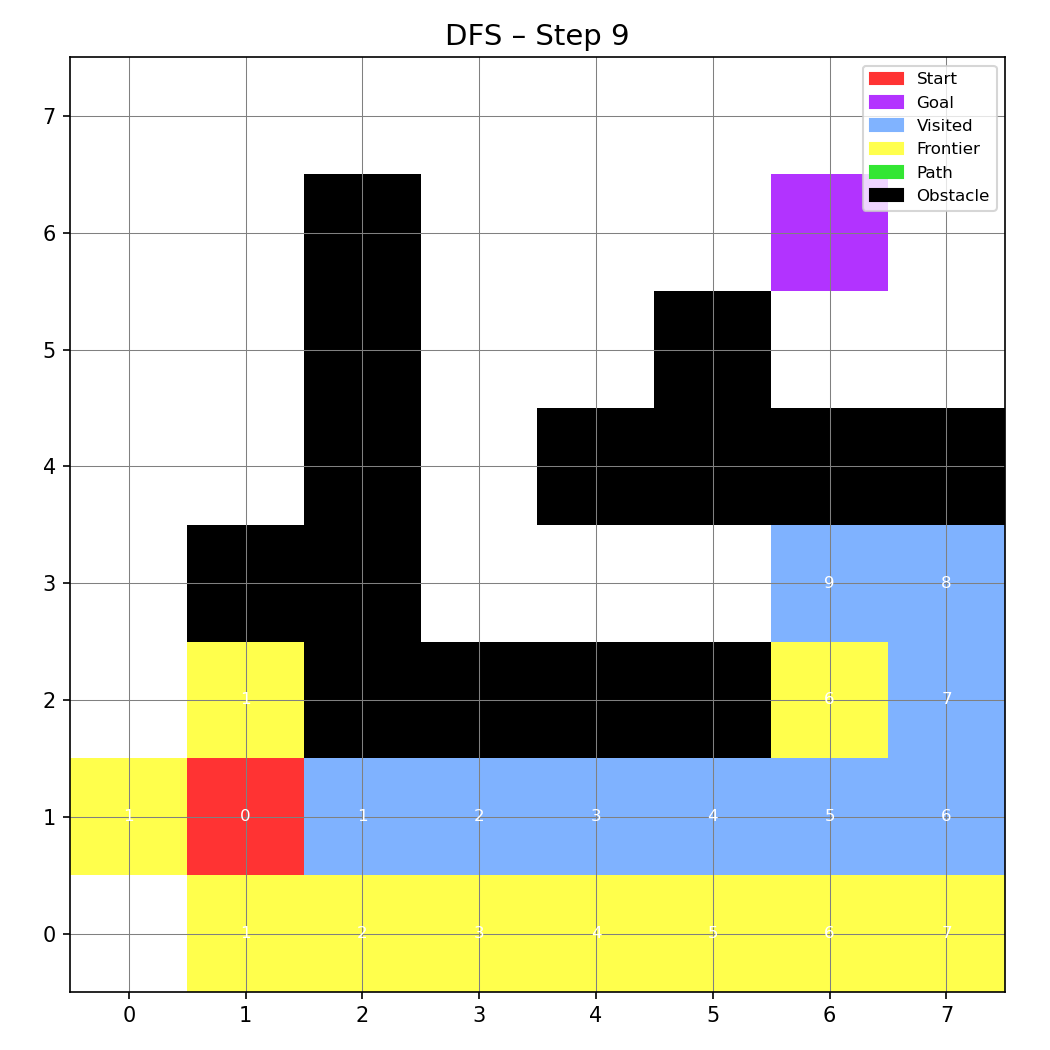 DFS – Step 9
Start
Goal
Visited
Frontier
Path
Obstacle
7
6
5
4
3
9 8
2
1 6 7
1
1 0 1 2 3 4 5 6
0
1 2 3 4 5 6 7
0 1 2 3 4 5 6 7